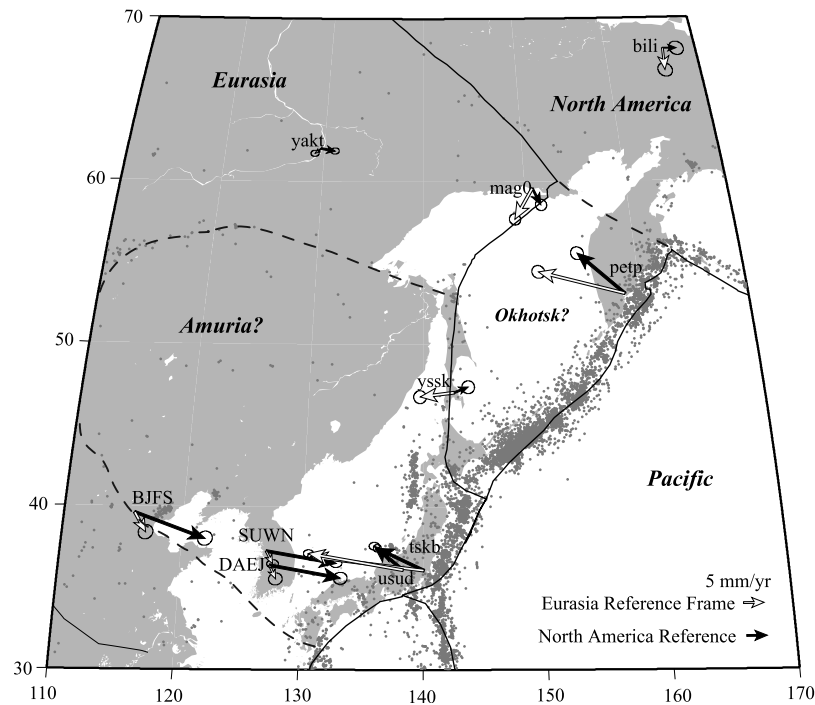 70
bili
Eurasia
North America
yakt
60
mag0
petp
Okhotsk?
Amuria?
50
yssk
Pacific
BJFS
40
SUWN
tskb
DAEJ
usud
5 mm/yr
Eurasia Reference Frame
North America Reference
30
110
120
130
140
150
160
170